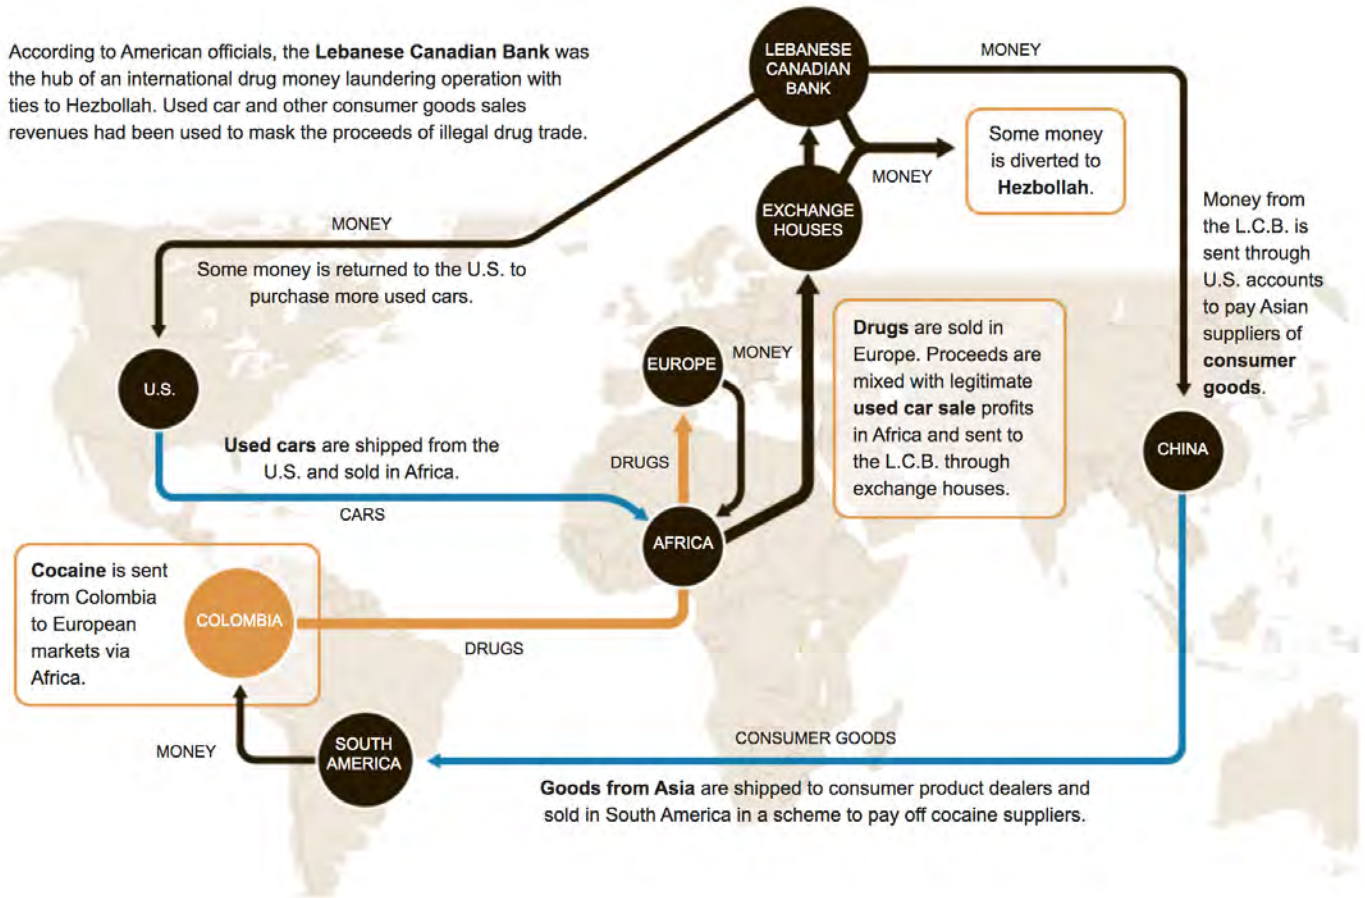 According to American officials, the Lebanese Canadian Bank was
the hub of an international drug money laundering operation with
ties to Hezbollah. Used car and other consumer goods sales
revenues had been used to mask the proceeds of illegal drug trade.
LEBANESE
CANADIAN
BANK
MONEY
Some money
is diverted to
Hezbollah.
MONEY
EXCHANGE
HOUSES
MONEY
Some money is returned to the U.S. to
purchase more used cars.
Money from
the L.C.B. is
sent through
U.S. accounts
to pay Asian
suppliers of
consumer
goods.
U.S.
EUROPE
MONEY
Drugs are sold in
Europe. Proceeds are
mixed with legitimate
used car sale profits
in Africa and sent to
the L.C.B. through
exchange houses.
CHINA
Used cars are shipped from the
U.S. and sold in Africa.
DRUGS
CARS
AFRICA
Cocaine is sent
from Colombia
to European
markets via
Africa.
COLOMBIA
DRUGS
MONEY
SOUTH
AMERICA
CONSUMER GOODS
Goods from Asia are shipped to consumer product dealers and
sold in South America in a scheme to pay off cocaine suppliers.